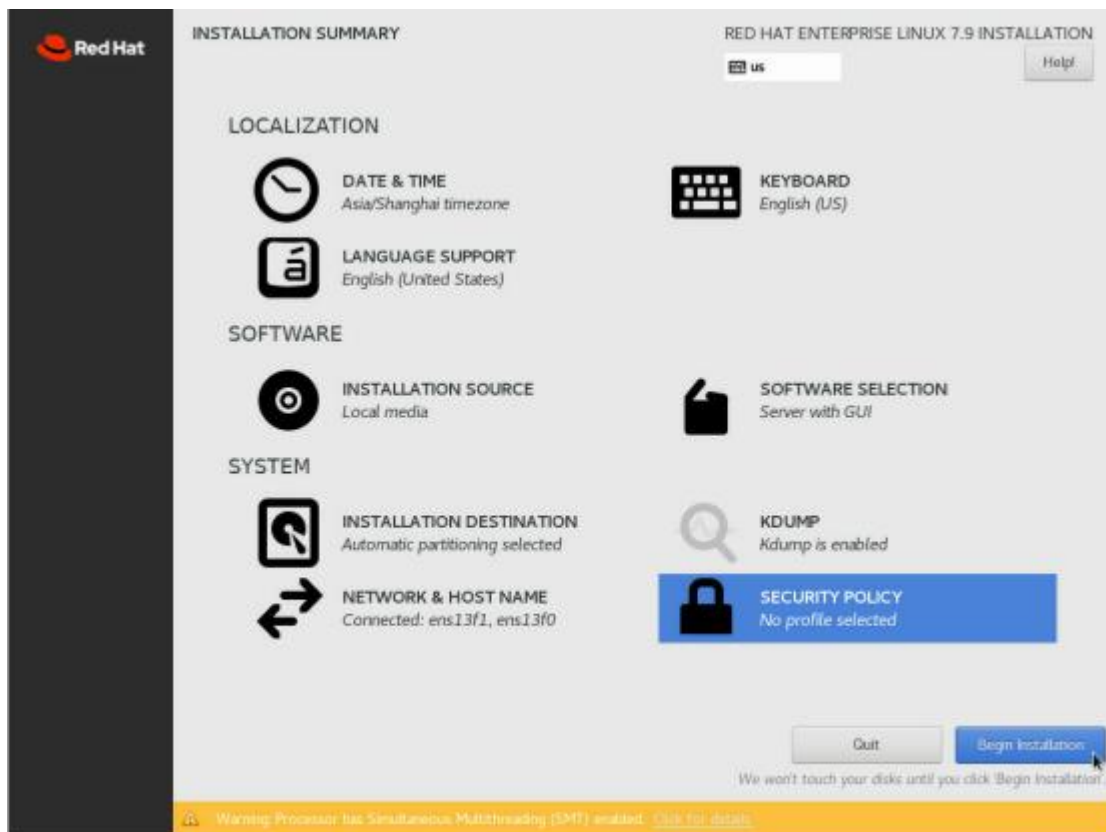 Red Hat
INSTALLATION SUMMARY
RED HAT ENTERPRISE LINUX 7.9 INSTALLATION
us
Help!
LOCALIZATION
DATE & TIME
Asia/Shanghai timezone
KEYBOARD
English (US)
á
LANGUAGE SUPPORT
English (United States)
SOFTWARE
INSTALLATION SOURCE
Local media
SOFTWARE SELECTION
Server with GUI
SYSTEM
INSTALLATION DESTINATION
Automatic partitioning selected
KDUMP
Kdump is enabled
NETWORK & HOST NAME
Connected: ens13f1, ens13f0
SECURITY POLICY
No profile selected
Quit
Begin Installation
We won't touch your disks until you click 'Begin Installation'.
Warning: Processor has Simultaneous Multithreading (SMT) enabled. Click for details.